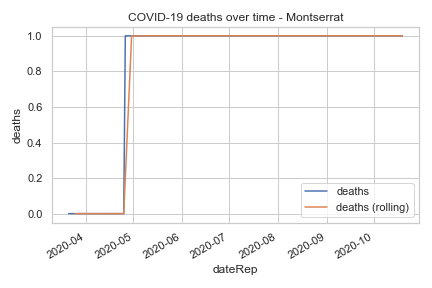 COVID-19 deaths over time - Montserrat
deaths
1.0
0.8
0.6
0.4
0.2
0.0
deaths
deaths (rolling)
2020-04
2020-05
2020-06
2020-07
2020-08
2020-09
2020-10
dateRep